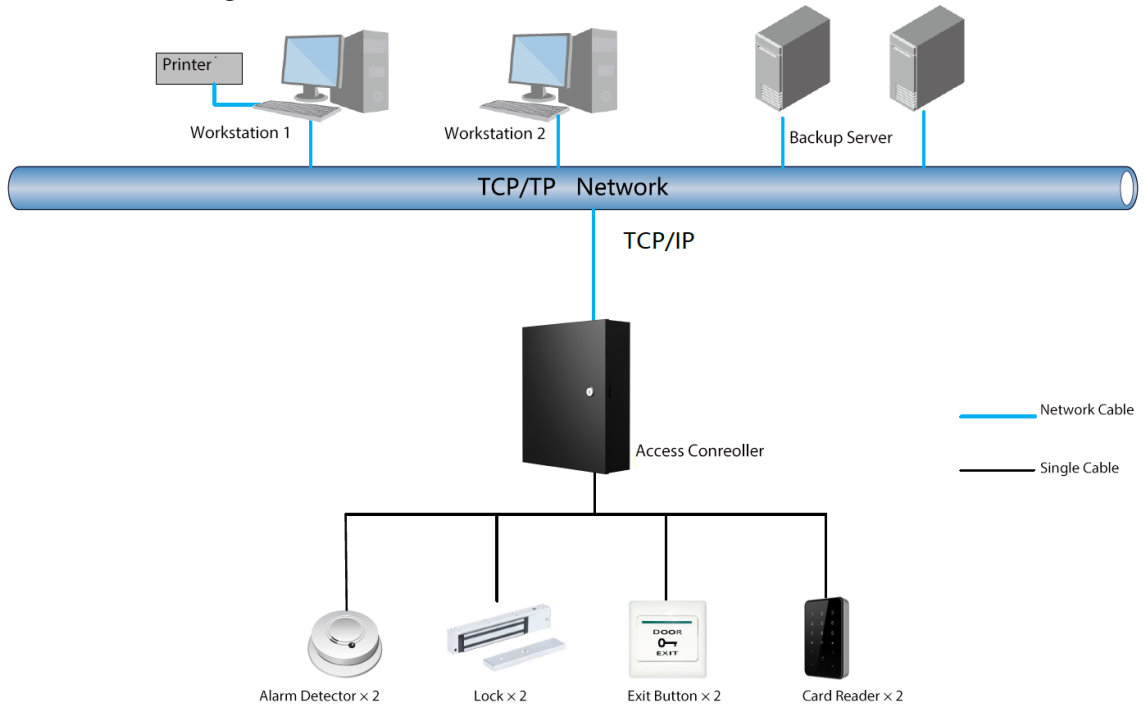 Printer
Workstation 1
Workstation 2
Backup Server
TCP/TP Network
TCP/IP
Access Conreoller
Network Cable
Single Cable
DOOR
EXIT
Alarm Detector × 2
Lock × 2
Exit Button × 2
Card Reader × 2